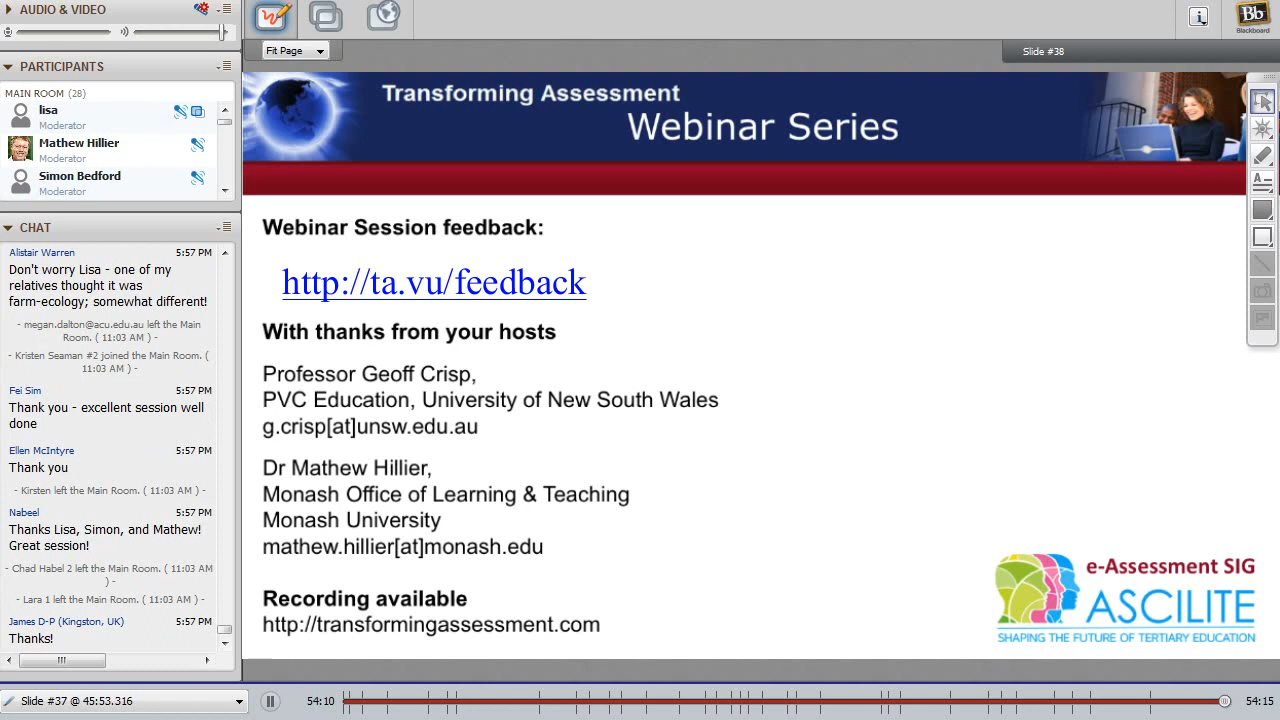 AUDIO & VIDEO
PARTICIPANTS
MAIN ROOM (28)
lisa
Moderator
Mathew Hillier
Moderator
Simon Bedford
Moderator
CHAT
Alistair Warren 5:57 PM
Don't worry Lisa - one of my
relatives thought it was
farm-ecology; somewhat different!
- megan.dalton@acu.edu.au left the Main
Room. ( 11:03 AM ) -
- Kristen Seaman #2 joined the Main Room. (
11:03 AM ) -
Fei Sim 5:57 PM
Thank you - excellent session well
done
Ellen McIntyre 5:57 PM
Thank you
- Kirsten left the Main Room. ( 11:03 AM ) -
Nabeel 5:57 PM
Thanks Lisa, Simon, and Mathew!
Great session!
- Chad Habel 2 left the Main Room. ( 11:03 AM
) -
- Lara 1 left the Main Room. ( 11:03 AM ) -
James D-P (Kingston, UK) 5:57 PM
Thanks!
Slide #37 @ 45:53.316
Fit Page
Slide #38
Bb
Blackboard
Transforming Assessment
Webinar Series
Webinar Session feedback:
http://ta.vu/feedback
With thanks from your hosts
Professor Geoff Crisp,
PVC Education, University of New South Wales
g.crisp[at]unsw.edu.au
Dr Mathew Hillier,
Monash Office of Learning & Teaching
Monash University
mathew.hillier[at]monash.edu
Recording available
http://transformingassessment.com
e-Assessment SIG
ASCILITE
SHAPING THE FUTURE OF TERTIARY EDUCATION
54:10
54:15